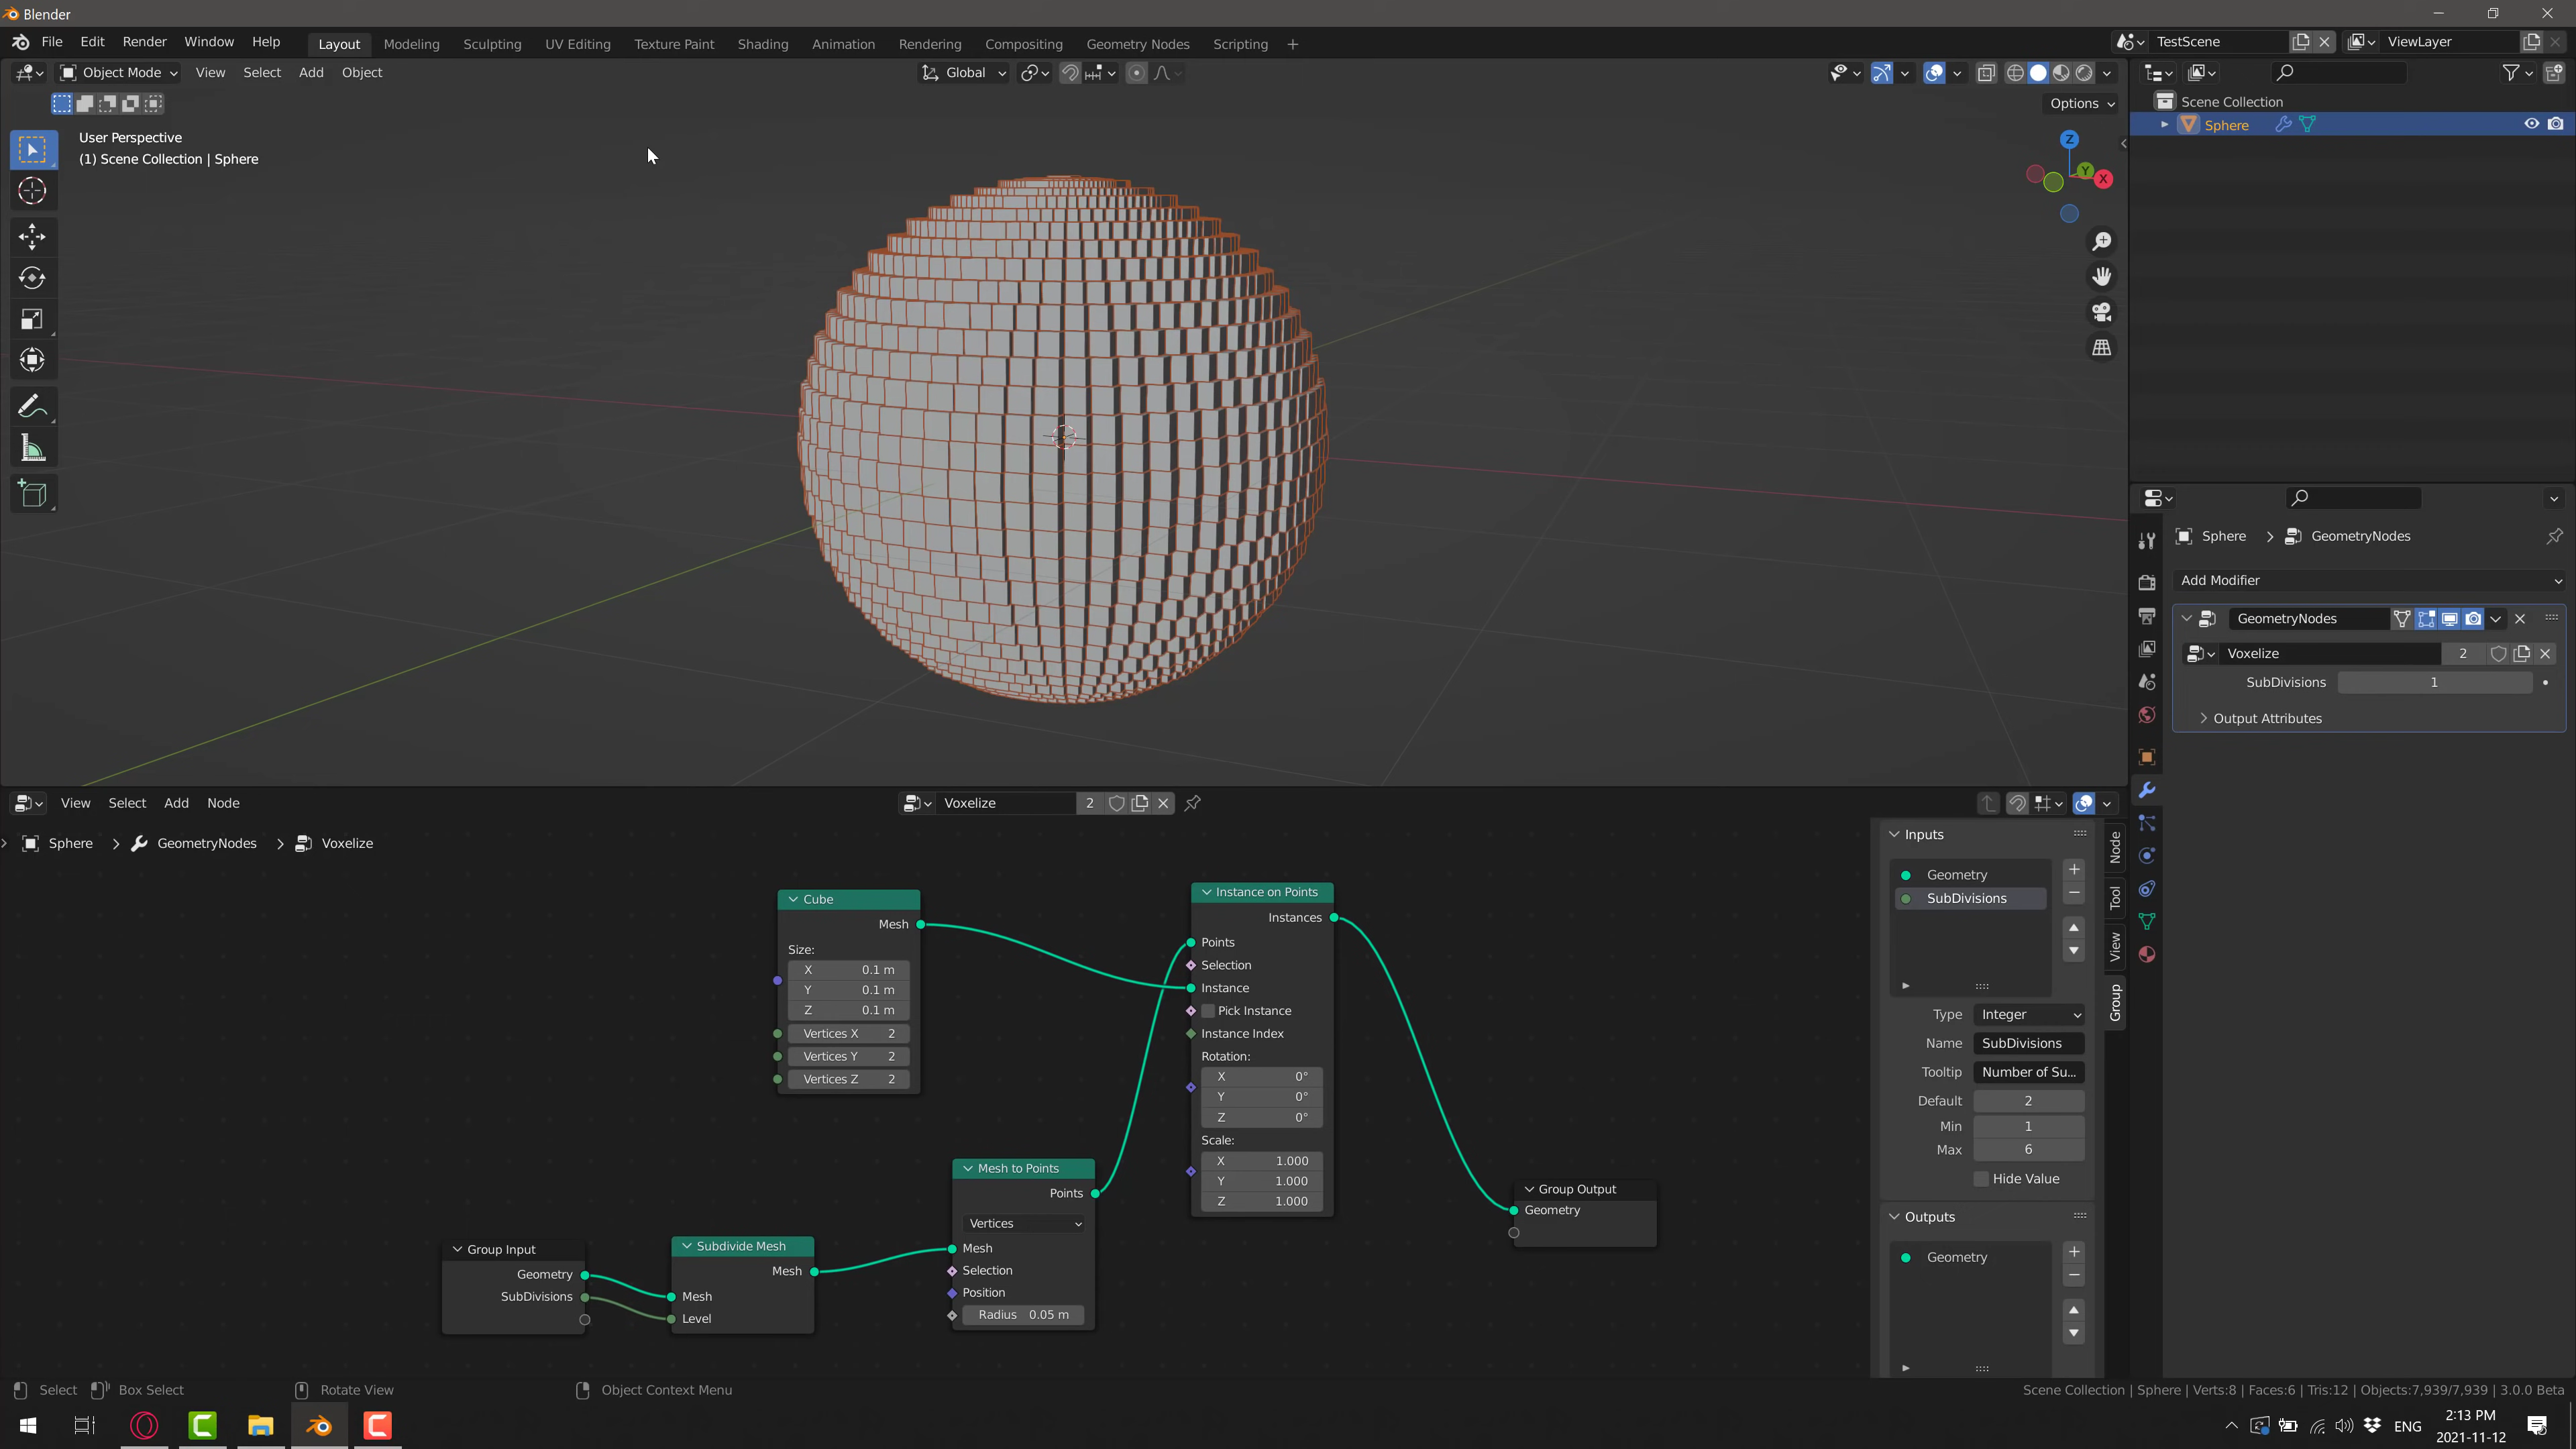 Blender
File Edit Render Window Help Layout Modeling Sculpting UV Editing Texture Paint Shading Animation Rendering Compositing Geometry Nodes Scripting + TestScene ViewLayer
Object Mode View Select Add Object Global
Options
User Perspective
(1) Scene Collection | Sphere
Z
Y
X
Scene Collection
Sphere
Sphere > GeometryNodes
Add Modifier
GeometryNodes
Voxelize 2
SubDivisions 1
Output Attributes
View Select Add Node Voxelize 2
Sphere > GeometryNodes > Voxelize
Cube
Mesh
Size:
X 0.1 m
Y 0.1 m
Z 0.1 m
Vertices X 2
Vertices Y 2
Vertices Z 2
Instance on Points
Instances
Points
Selection
Instance
Pick Instance
Instance Index
Rotation:
X 0°
Y 0°
Z 0°
Scale:
X 1.000
Y 1.000
Z 1.000
Mesh to Points
Points
Vertices
Mesh
Selection
Position
Radius 0.05 m
Group Input
Geometry
SubDivisions
Subdivide Mesh
Mesh
Mesh
Level
Group Output
Geometry
Inputs
Geometry
SubDivisions
Type Integer
Name SubDivisions
Tooltip Number of Su...
Default 2
Min 1
Max 6
Hide Value
Outputs
Geometry
Node
Tool
View
Group
Select Box Select Rotate View Object Context Menu Scene Collection | Sphere | Verts:8 | Faces:6 | Tris:12 | Objects:7,939/7,939 | 3.0.0 Beta
ENG
2:13 PM
2021-11-12